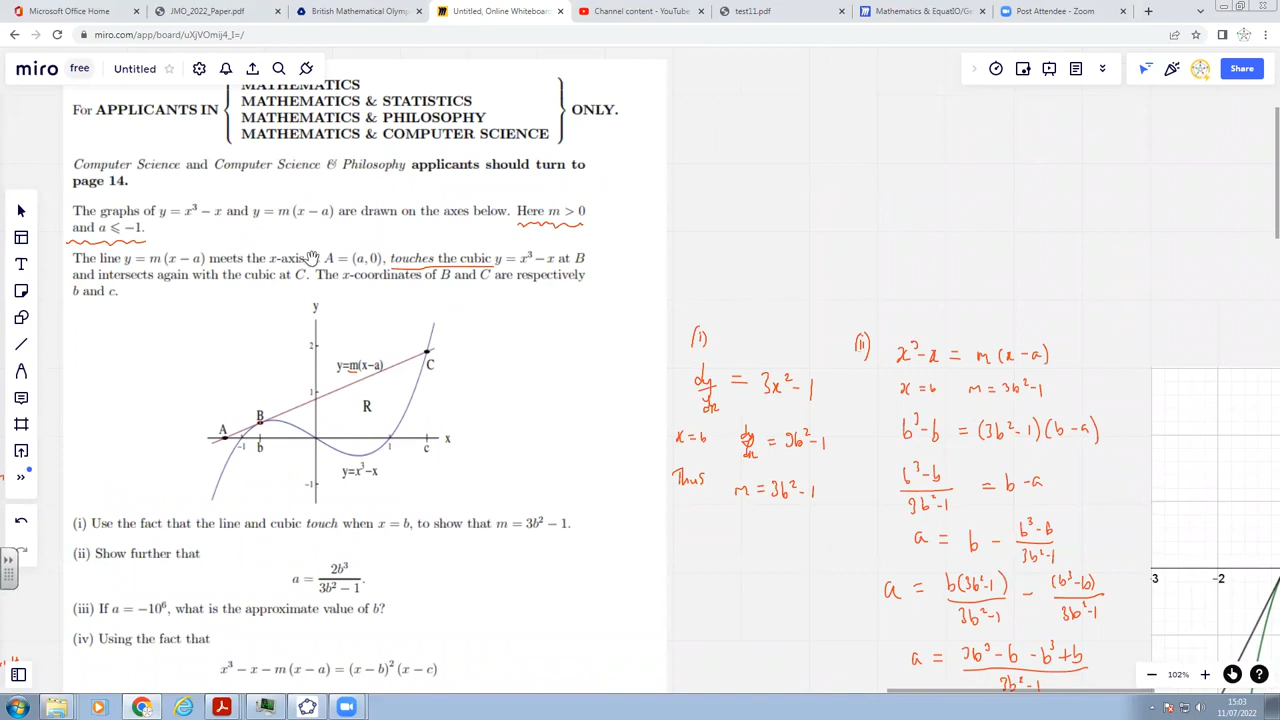 Microsoft Office Home
JMO_2022_Paper.pdf
British Mathematical Olymp
Untitled, Online Whiteboard
Channel content - YouTube
test11.pdf
Mathematics & EquatIO/Ge
Post Attendee - Zoom
miro.com/app/board/uXjVOmij4_I=/
miro free Untitled
Share
MATHEMATICS
For APPLICANTS IN
MATHEMATICS & STATISTICS
MATHEMATICS & PHILOSOPHY
MATHEMATICS & COMPUTER SCIENCE
ONLY.
Computer Science and Computer Science & Philosophy applicants should turn to
page 14.
The graphs of y = x³ − x and y = m (x − a) are drawn on the axes below. Here m > 0
and a ⩽ −1.
The line y = m (x − a) meets the x-axis A = (a, 0), touches the cubic y = x³ − x at B
and intersects again with the cubic at C. The x-coordinates of B and C are respectively
b and c.
y
2
y=m(x−a)
C
1
R
B
A
−1
b
1
c
x
y=x³−x
−1
(i) Use the fact that the line and cubic touch when x = b, to show that m = 3b² − 1.
(ii) Show further that
a = 2b³ / 3b² − 1.
(iii) If a = −10⁶, what is the approximate value of b?
(iv) Using the fact that
x³ − x − m (x − a) = (x − b)² (x − c)
(i)
dy/dx = 3x² − 1
x = b dy/dx = 3b² − 1
Thus m = 3b² − 1
(ii) x³ − x = m (x − a)
x = b m = 3b² − 1
b³ − b = (3b² − 1)(b − a)
b³ − b / 3b² − 1 = b − a
a = b − b³ − b / 3b² − 1
a = b(3b² − 1) / 3b² − 1 − (b³ − b) / 3b² − 1
a = 3b³ − b − b³ + b / 3b² − 1
3
−2
102%
15:03
11/07/2022